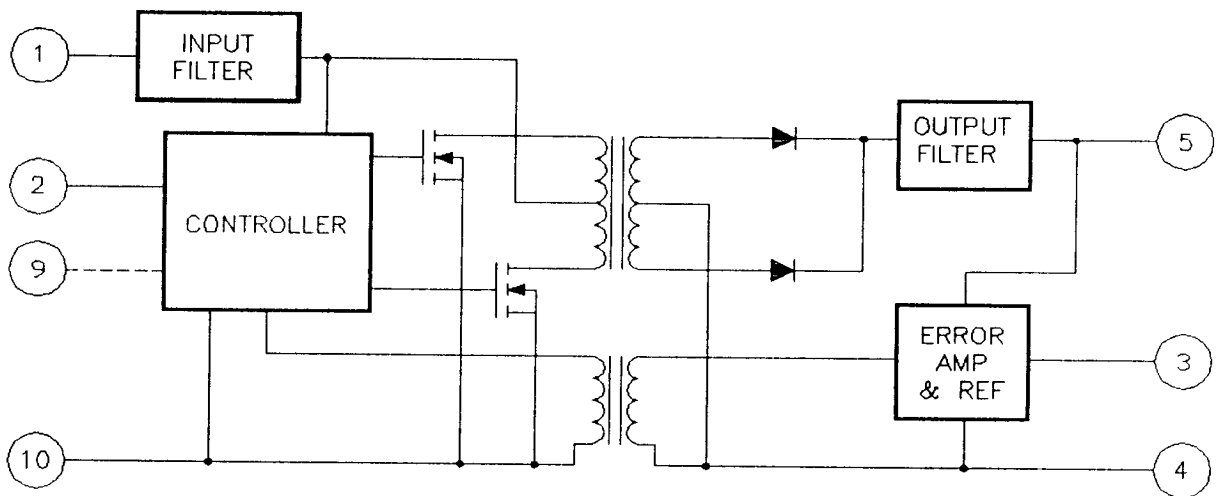 1
INPUT
FILTER
2
CONTROLLER
9
10
OUTPUT
FILTER
5
ERROR
AMP
& REF
3
4